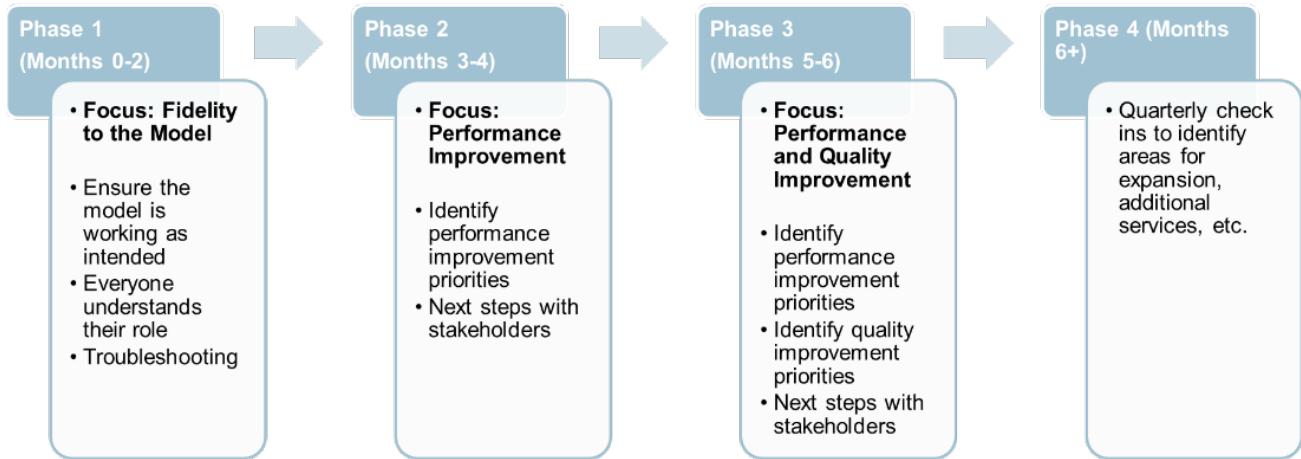 Phase 1
(Months 0-2)
• Focus: Fidelity
to the Model
• Ensure the
model is
working as
intended
• Everyone
understands
their role
• Troubleshooting
Phase 2
(Months 3-4)
• Focus:
Performance
Improvement
• Identify
performance
improvement
priorities
• Next steps with
stakeholders
Phase 3
(Months 5-6)
• Focus:
Performance
and Quality
Improvement
• Identify
performance
improvement
priorities
• Identify quality
improvement
priorities
• Next steps with
stakeholders
Phase 4 (Months
6+)
• Quarterly check
ins to identify
areas for
expansion,
additional
services, etc.